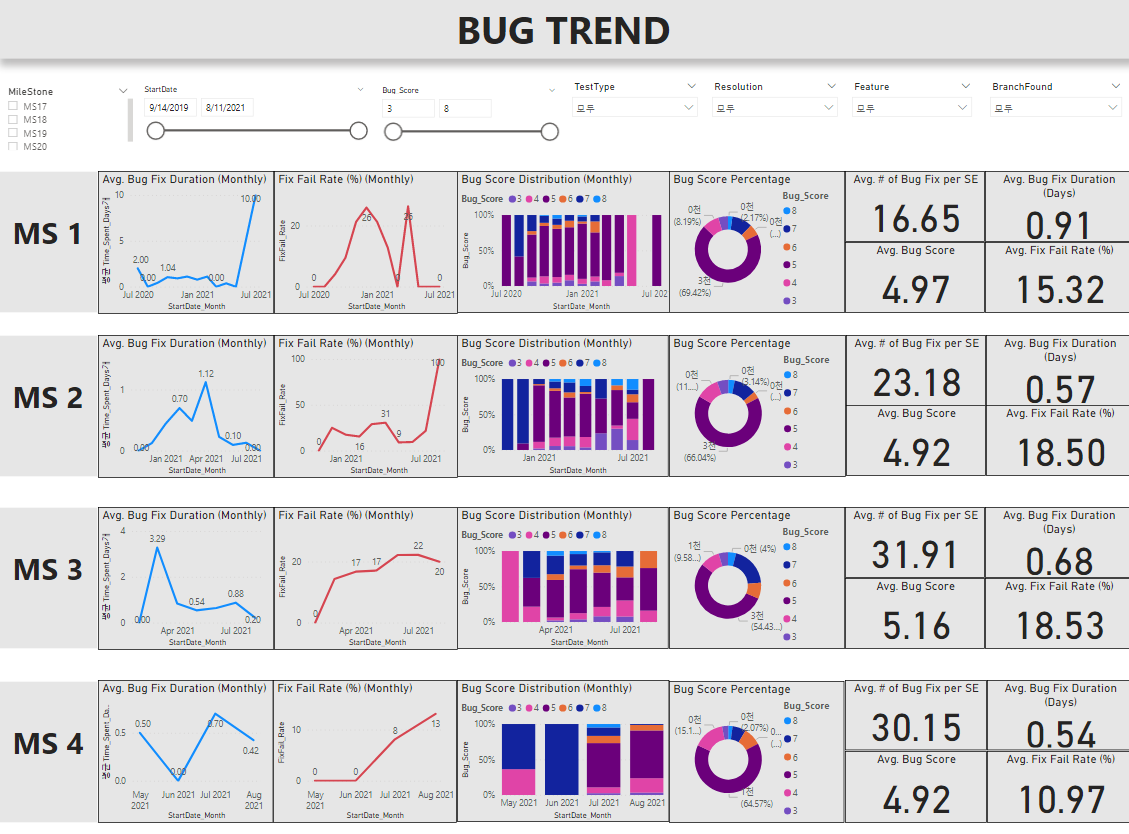 BUG TREND
MileStone
MS17
MS18
MS19
MS20
StartDate
9/14/2019 8/11/2021
Bug Score
3 8
TestType
모두
Resolution
모두
Feature
모두
BranchFound
모두
MS 1
Avg. Bug Fix Duration (Monthly)
10
5
0
2.00
0.00
1.04
0.00
10.00
Jul 2020 Jan 2021 Jul 2021
StartDate_Month
Fix Fail Rate (%) (Monthly)
FixFail_Rate
20
0
0
26
0
0
Jul 2020 Jan 2021 Jul 2021
StartDate_Month
Bug Score Distribution (Monthly)
Bug_Score 3 4 5 6 7 8
Bug_Score
100%
50%
0%
Jul 2020 Jan 2021 Jul 202
StartDate_Month
Bug Score Percentage
0천
(8.19%)
0천
(2.17%)
0천
(...)
3천
(69.42%)
Bug_Score
8
7
6
5
4
3
Avg. # of Bug Fix per SE
16.65
Avg. Bug Fix Duration
(Days)
0.91
Avg. Bug Score
4.97
Avg. Fix Fail Rate (%)
15.32
MS 2
Avg. Bug Fix Duration (Monthly)
1
0
0.00
0.70
1.12
0.10
0.00
Jan 2021 Apr 2021 Jul 2021
StartDate_Month
Fix Fail Rate (%) (Monthly)
FixFail_Rate
100
50
0
0
16
31
9
100
Jan 2021 Jul 2021
StartDate_Month
Bug Score Distribution (Monthly)
Bug_Score 3 4 5 6 7 8
Bug_Score
100%
50%
0%
Jan 2021 Jul 2021
StartDate_Month
Bug Score Percentage
0천
(11....)
0천
(3.14%)
0천
(...)
3천
(66.04%)
Bug_Score
8
7
6
5
4
3
Avg. # of Bug Fix per SE
23.18
Avg. Bug Fix Duration
(Days)
0.57
Avg. Bug Score
4.92
Avg. Fix Fail Rate (%)
18.50
MS 3
Avg. Bug Fix Duration (Monthly)
4
2
0
0.00
3.29
0.54
0.88
0.20
Apr 2021 Jul 2021
StartDate_Month
Fix Fail Rate (%) (Monthly)
FixFail_Rate
20
0
0
17
17
22
20
Apr 2021 Jul 2021
StartDate_Month
Bug Score Distribution (Monthly)
Bug_Score 3 4 5 6 7 8
Bug_Score
100%
50%
0%
Apr 2021 Jul 2021
StartDate_Month
Bug Score Percentage
1천
(9.58...)
0천 (4%)
3천
(54.43...)
Bug_Score
8
7
6
5
4
3
Avg. # of Bug Fix per SE
31.91
Avg. Bug Fix Duration
(Days)
0.68
Avg. Bug Score
5.16
Avg. Fix Fail Rate (%)
18.53
MS 4
Avg. Bug Fix Duration (Monthly)
0.5
0.0
0.50
0.00
0.70
0.42
May
2021
Jun 2021 Jul 2021
Aug
2021
StartDate_Month
Fix Fail Rate (%) (Monthly)
FixFail_Rate
10
0
0
0
8
13
May
2021
Jun 2021 Jul 2021 Aug 2021
StartDate_Month
Bug Score Distribution (Monthly)
Bug_Score 3 4 5 6 7 8
Bug_Score
100%
50%
0%
May 2021 Jun 2021 Jul 2021 Aug 2021
StartDate_Month
Bug Score Percentage
0천
(15.1...)
0천
(2.07%)
0...
(...)
1천
(64.57%)
Bug_Score
8
7
6
5
4
3
Avg. # of Bug Fix per SE
30.15
Avg. Bug Fix Duration
(Days)
0.54
Avg. Bug Score
4.92
Avg. Fix Fail Rate (%)
10.97